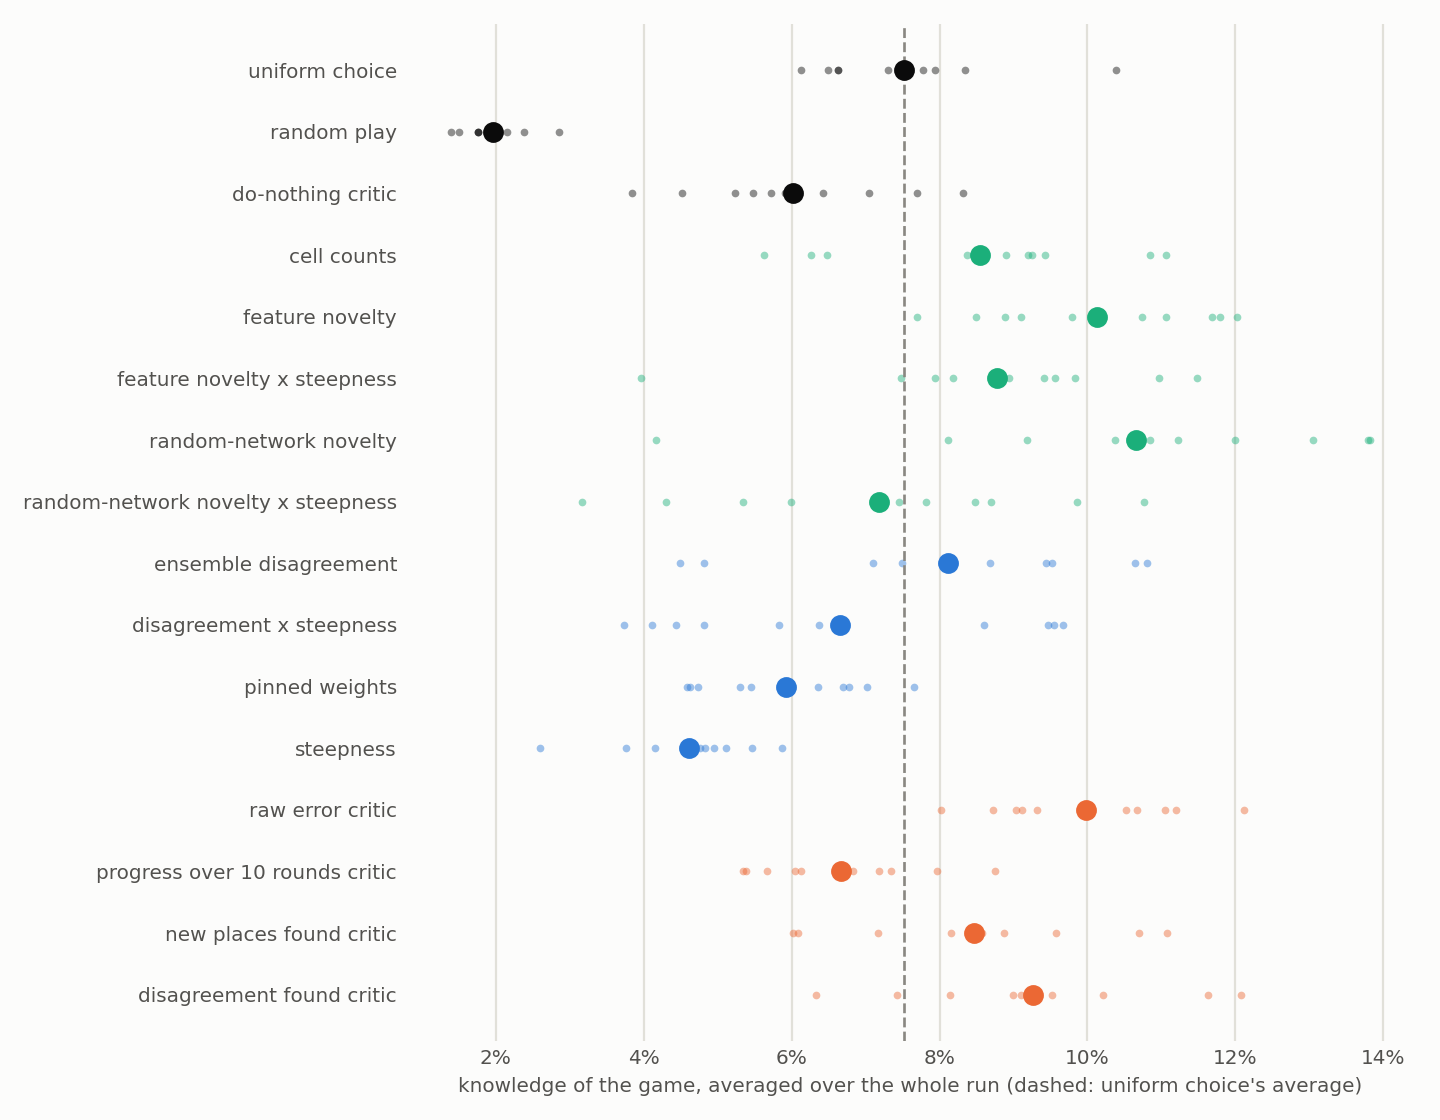 uniform choice
random play
do-nothing critic
cell counts
feature novelty
feature novelty x steepness
random-network novelty
random-network novelty x steepness
ensemble disagreement
disagreement x steepness
pinned weights
steepness
raw error critic
progress over 10 rounds critic
new places found critic
disagreement found critic
2% 4% 6% 8% 10% 12% 14%
knowledge of the game, averaged over the whole run (dashed: uniform choice's average)